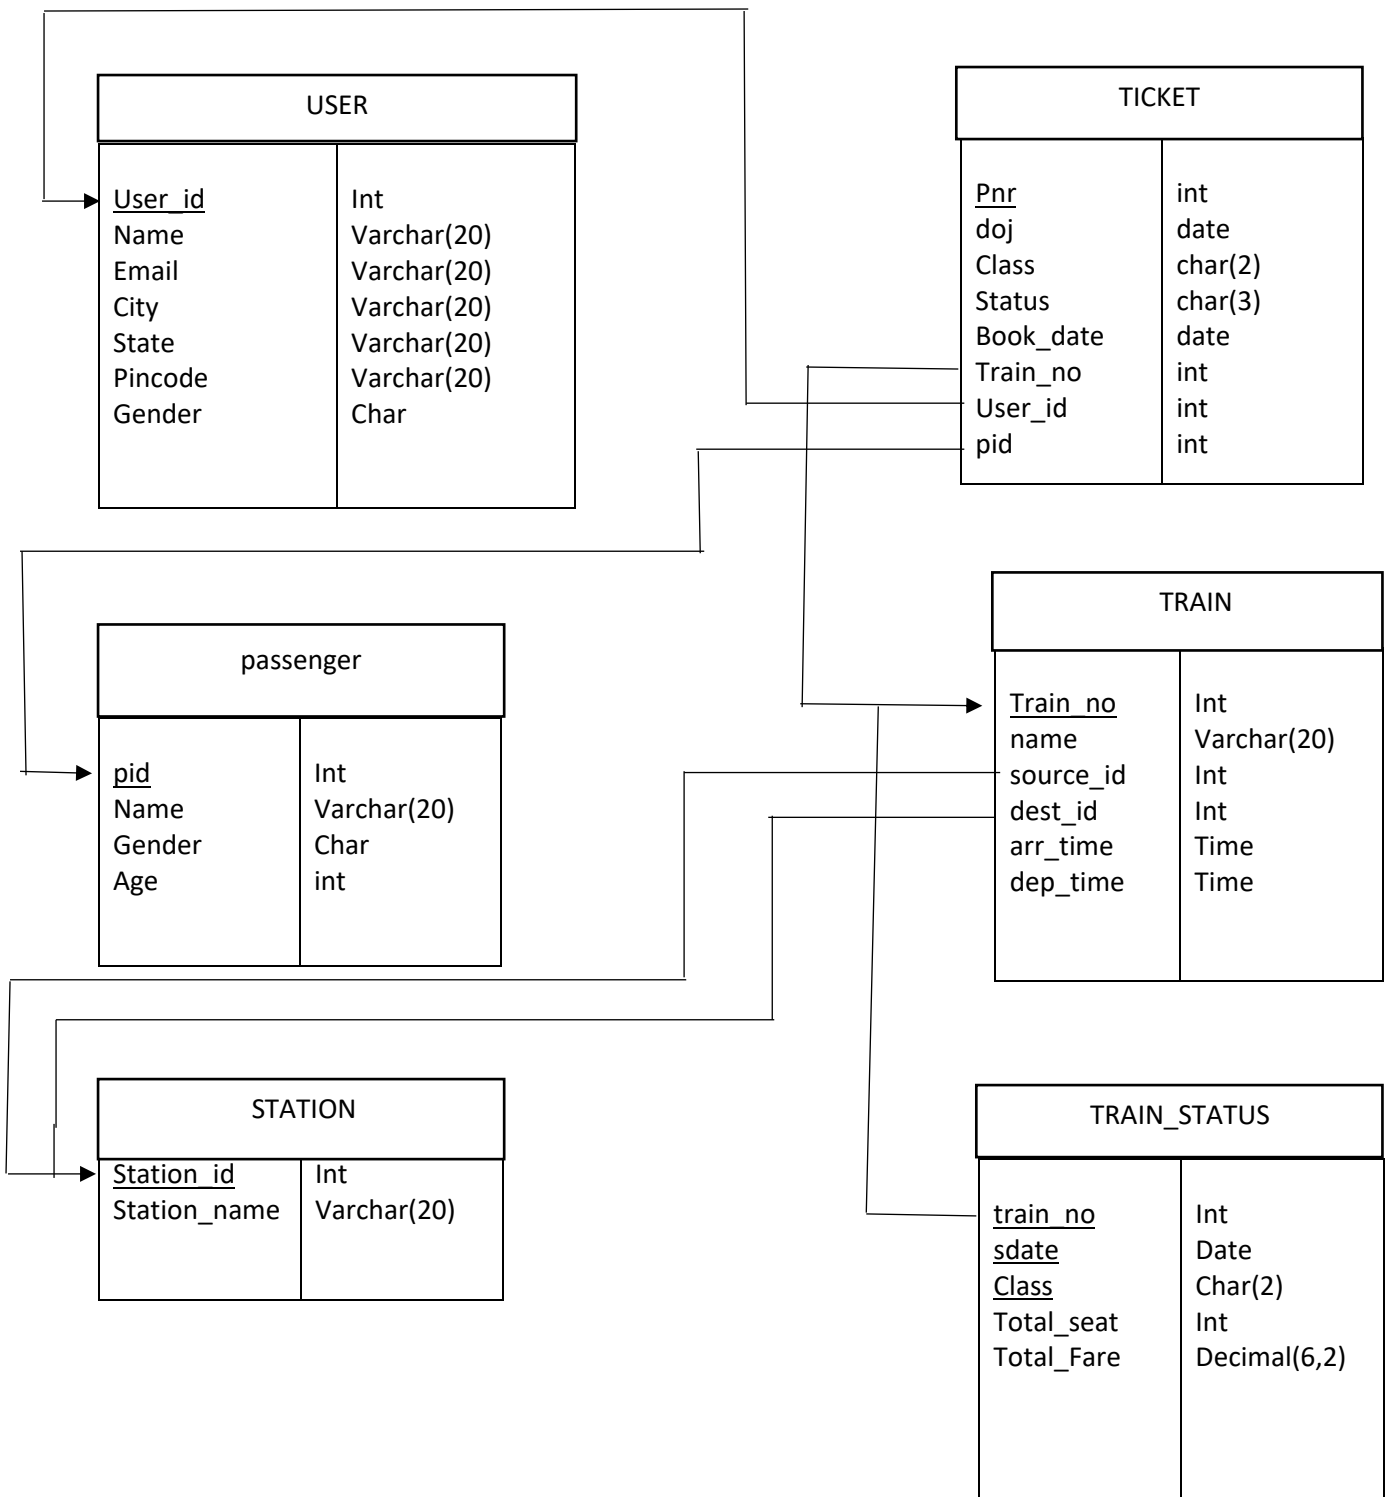 USER
User_id Int
Name Varchar(20)
Email Varchar(20)
City Varchar(20)
State Varchar(20)
Pincode Varchar(20)
Gender Char
TICKET
Pnr int
doj date
Class char(2)
Status char(3)
Book_date date
Train_no int
User_id int
pid int
passenger
pid Int
Name Varchar(20)
Gender Char
Age int
TRAIN
Train_no Int
name Varchar(20)
source_id Int
dest_id Int
arr_time Time
dep_time Time
STATION
Station_id Int
Station_name Varchar(20)
TRAIN_STATUS
train_no Int
sdate Date
Class Char(2)
Total_seat Int
Total_Fare Decimal(6,2)